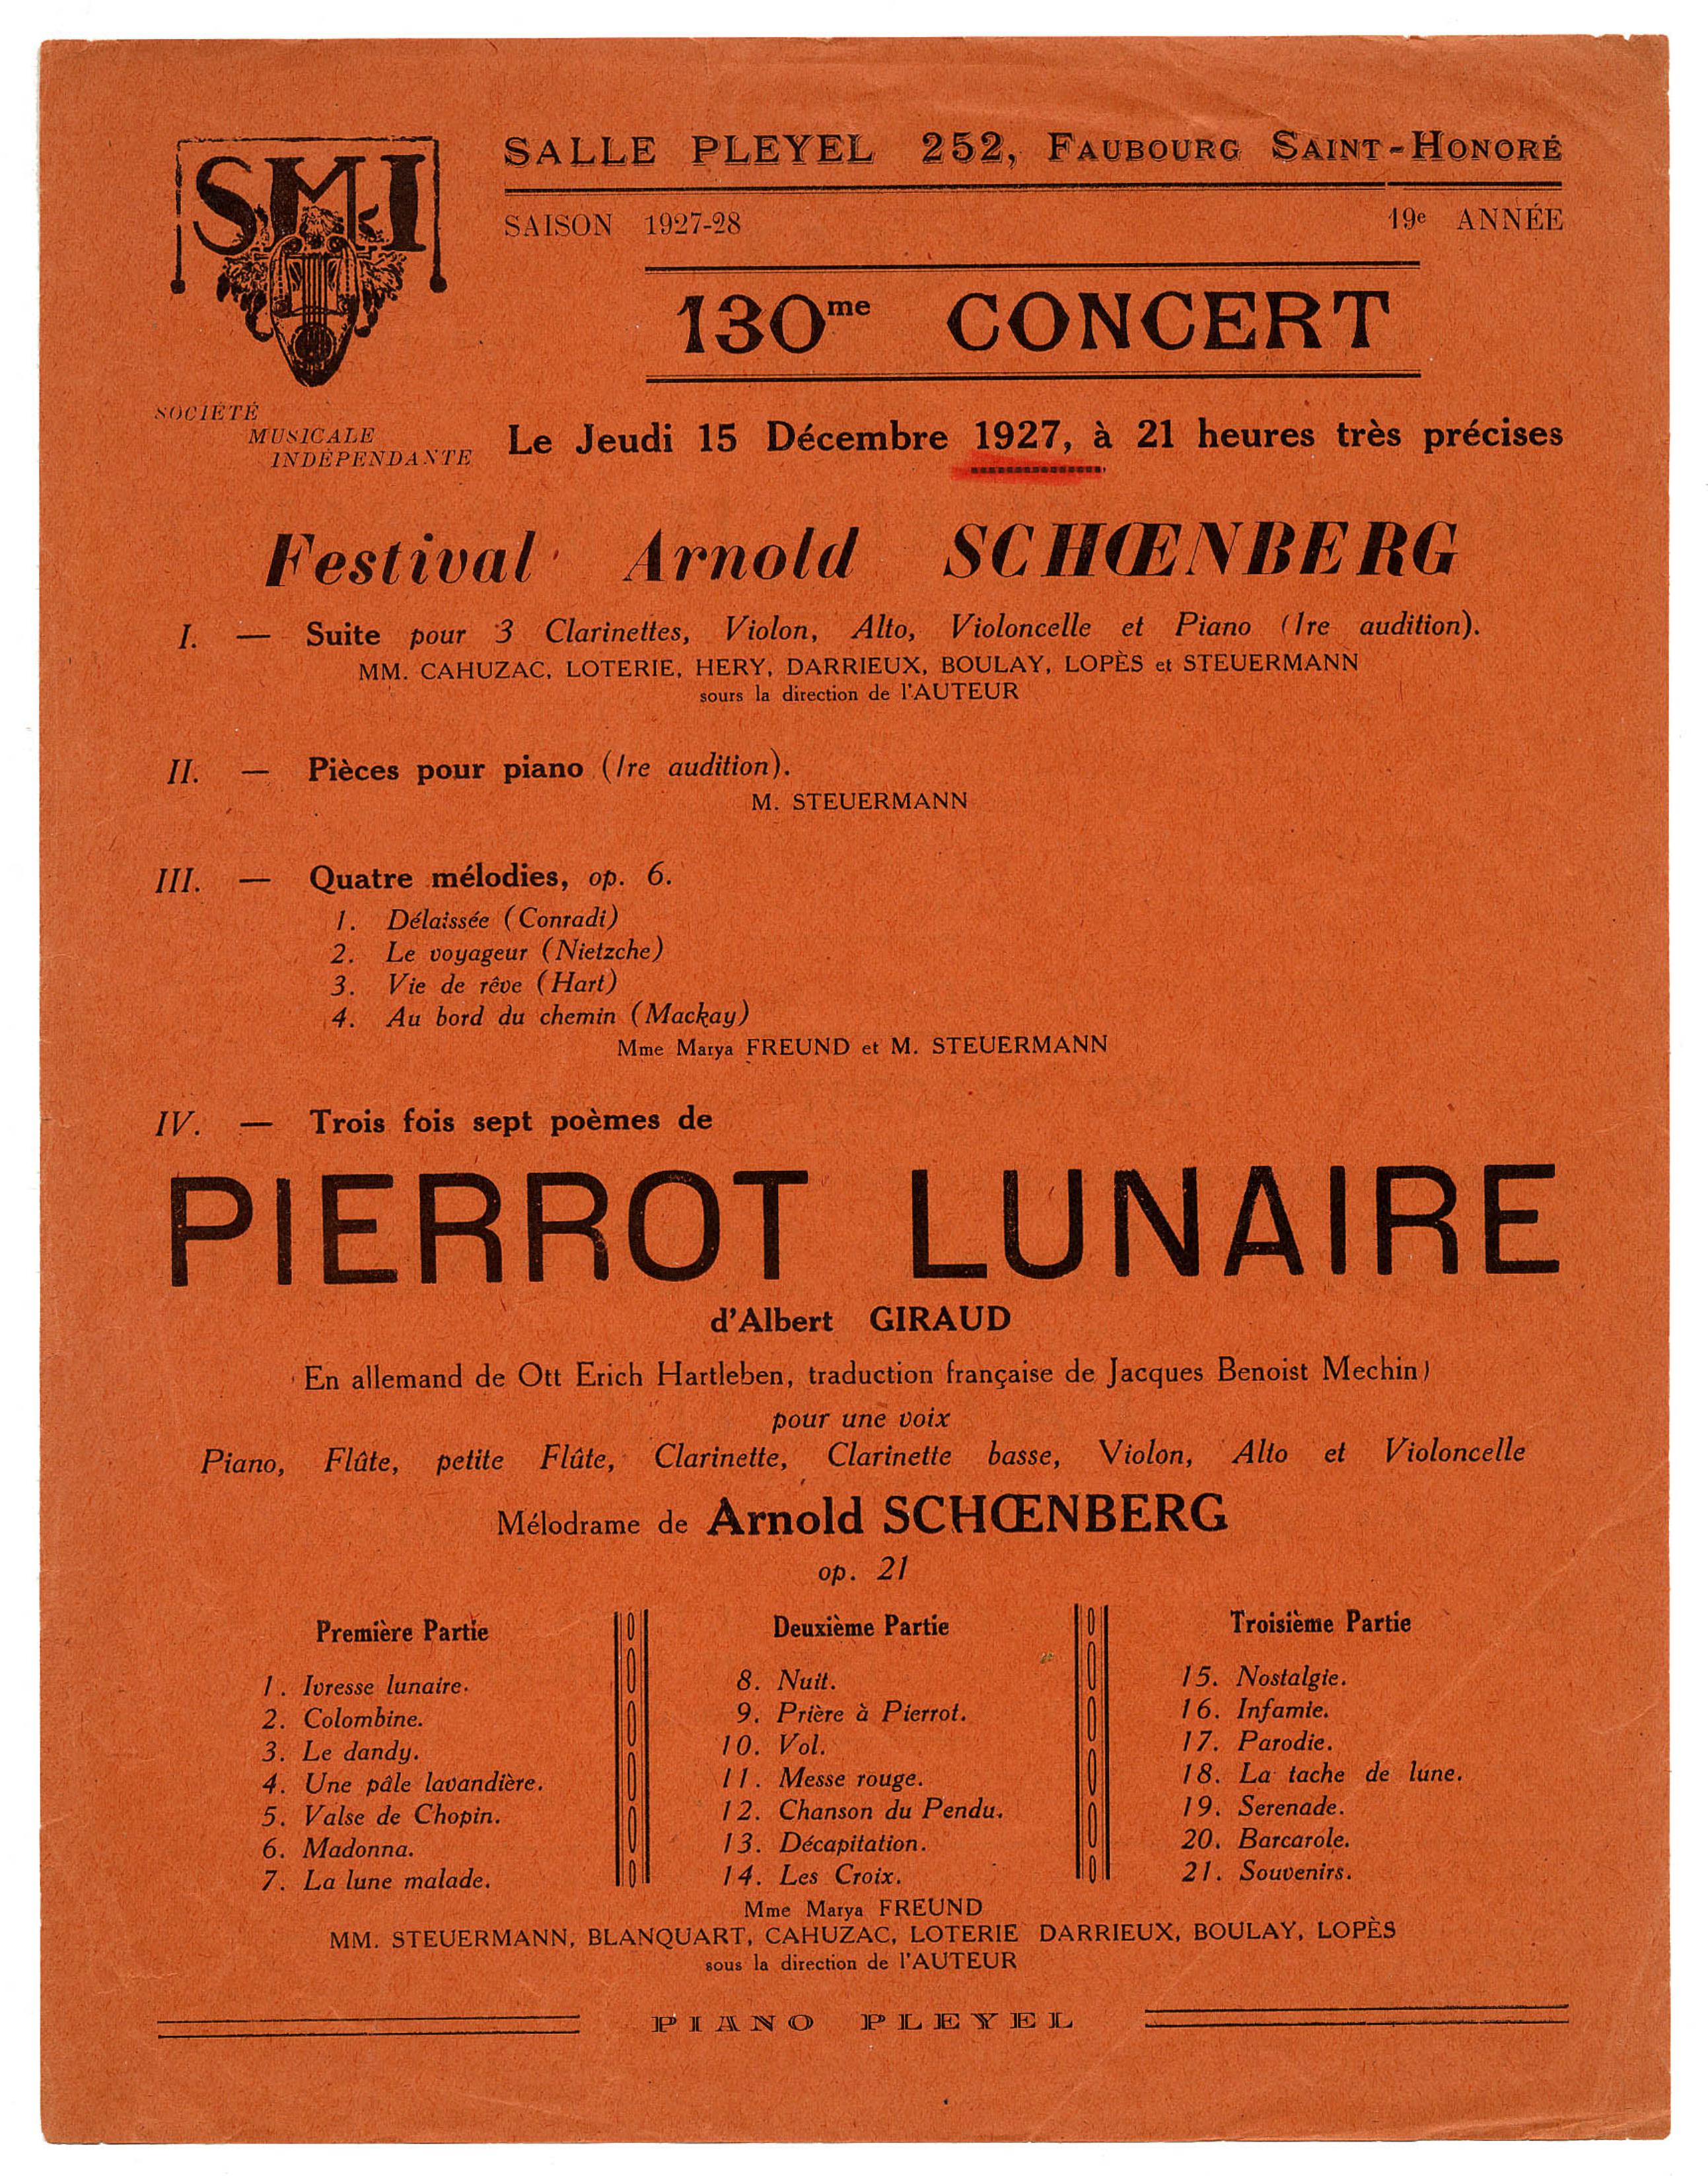 SMI
SOCIÉTÉ
MUSICALE
INDÉPENDANTE
SALLE PLEYEL 252, FAUBOURG SAINT-HONORÉ
SAISON 1927-28 19e ANNÉE
130me CONCERT
Le Jeudi 15 Décembre 1927, à 21 heures très précises
Festival Arnold SCHŒNBERG
I. — Suite pour 3 Clarinettes, Violon, Alto, Violoncelle et Piano (1re audition).
MM. CAHUZAC, LOTERIE, HERY, DARRIEUX, BOULAY, LOPÈS et STEUERMANN
sours la direction de l'AUTEUR
II. — Pièces pour piano (1re audition).
M. STEUERMANN
III. — Quatre mélodies, op. 6.
1. Délaissée (Conradi)
2. Le voyageur (Nietzche)
3. Vie de rêve (Hart)
4. Au bord du chemin (Mackay)
Mme Marya FREUND et M. STEUERMANN
IV. — Trois fois sept poèmes de
PIERROT LUNAIRE
d'Albert GIRAUD
(En allemand de Ott Erich Hartleben, traduction française de Jacques Benoist Mechin)
pour une voix
Piano, Flûte, petite Flûte, Clarinette, Clarinette basse, Violon, Alto et Violoncelle
Mélodrame de Arnold SCHŒNBERG
op. 21
Première Partie
1. Ivresse lunaire.
2. Colombine.
3. Le dandy.
4. Une pâle lavandière.
5. Valse de Chopin.
6. Madonna.
7. La lune malade.
Deuxième Partie
8. Nuit.
9. Prière à Pierrot.
10. Vol.
11. Messe rouge.
12. Chanson du Pendu.
13. Décapitation.
14. Les Croix.
Troisième Partie
15. Nostalgie.
16. Infamie.
17. Parodie.
18. La tache de lune.
19. Serenade.
20. Barcarole.
21. Souvenirs.
Mme Marya FREUND
MM. STEUERMANN, BLANQUART, CAHUZAC, LOTERIE DARRIEUX, BOULAY, LOPÈS
sous la direction de l'AUTEUR
PIANO PLEYEL